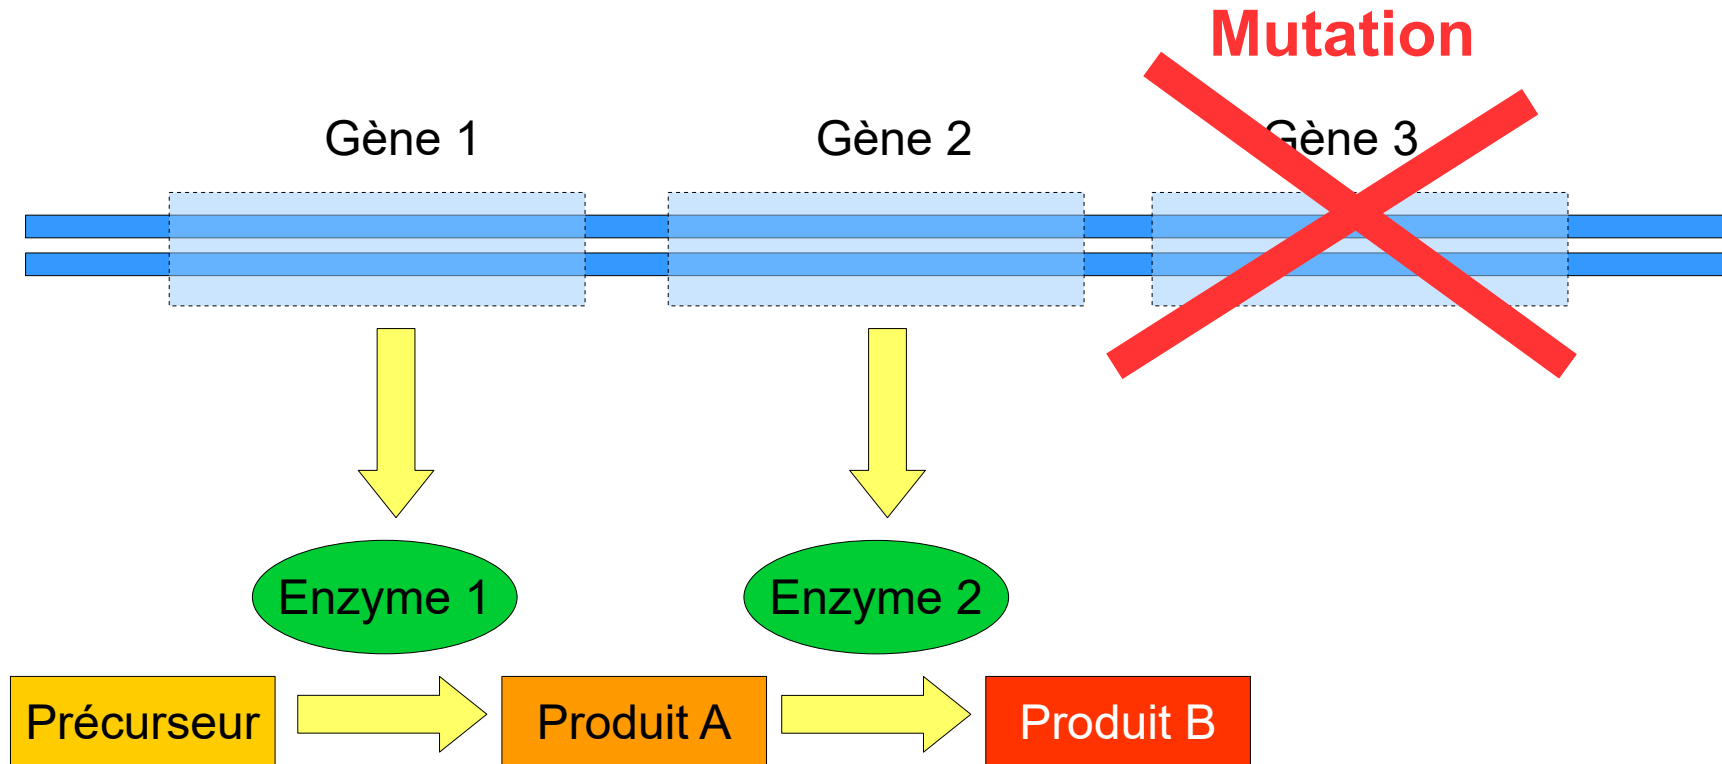 Mutation
Gène 1
Gène 2
Gène 3
Enzyme 1
Enzyme 2
Précurseur
Produit A
Produit B